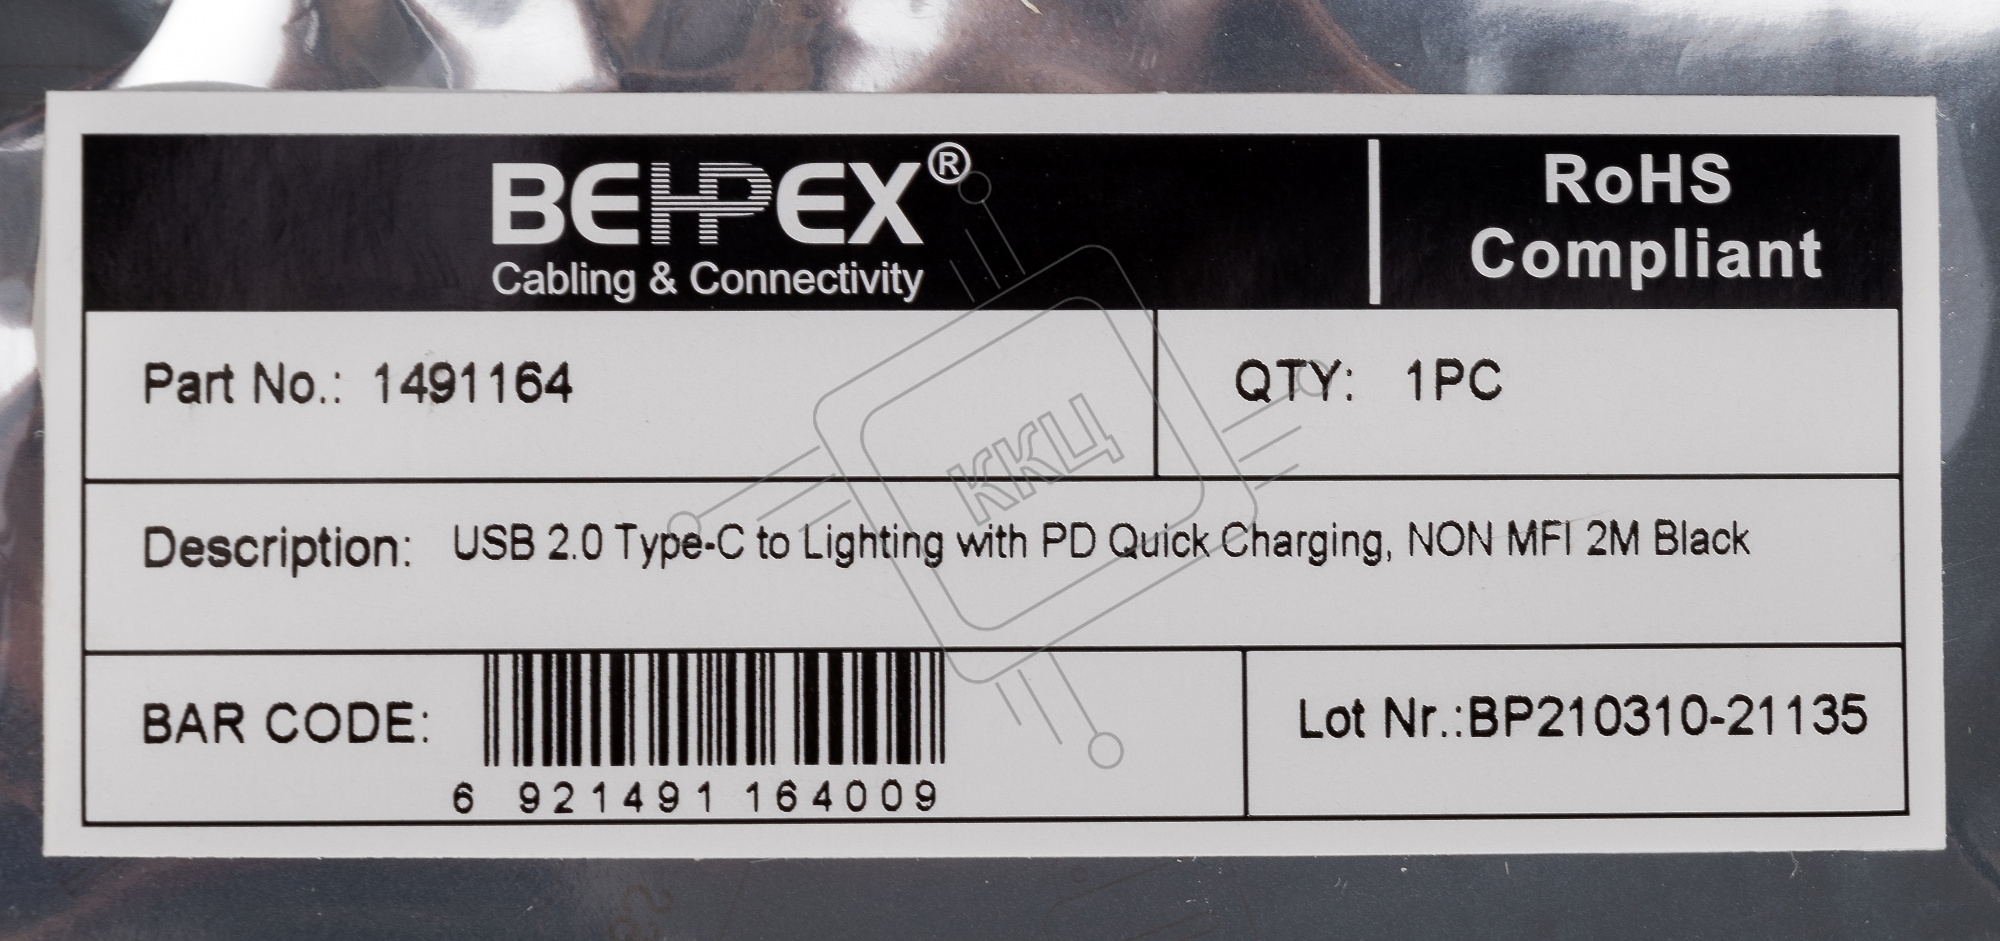 BEHPEX®
Cabling & Connectivity
RoHS
Compliant
Part No.: 1491164
QTY: 1PC
Description: USB 2.0 Type-C to Lighting with PD Quick Charging, NON MFI 2M Black
BAR CODE:
6 921491 164009
Lot Nr.:BP210310-21135
ККЦ